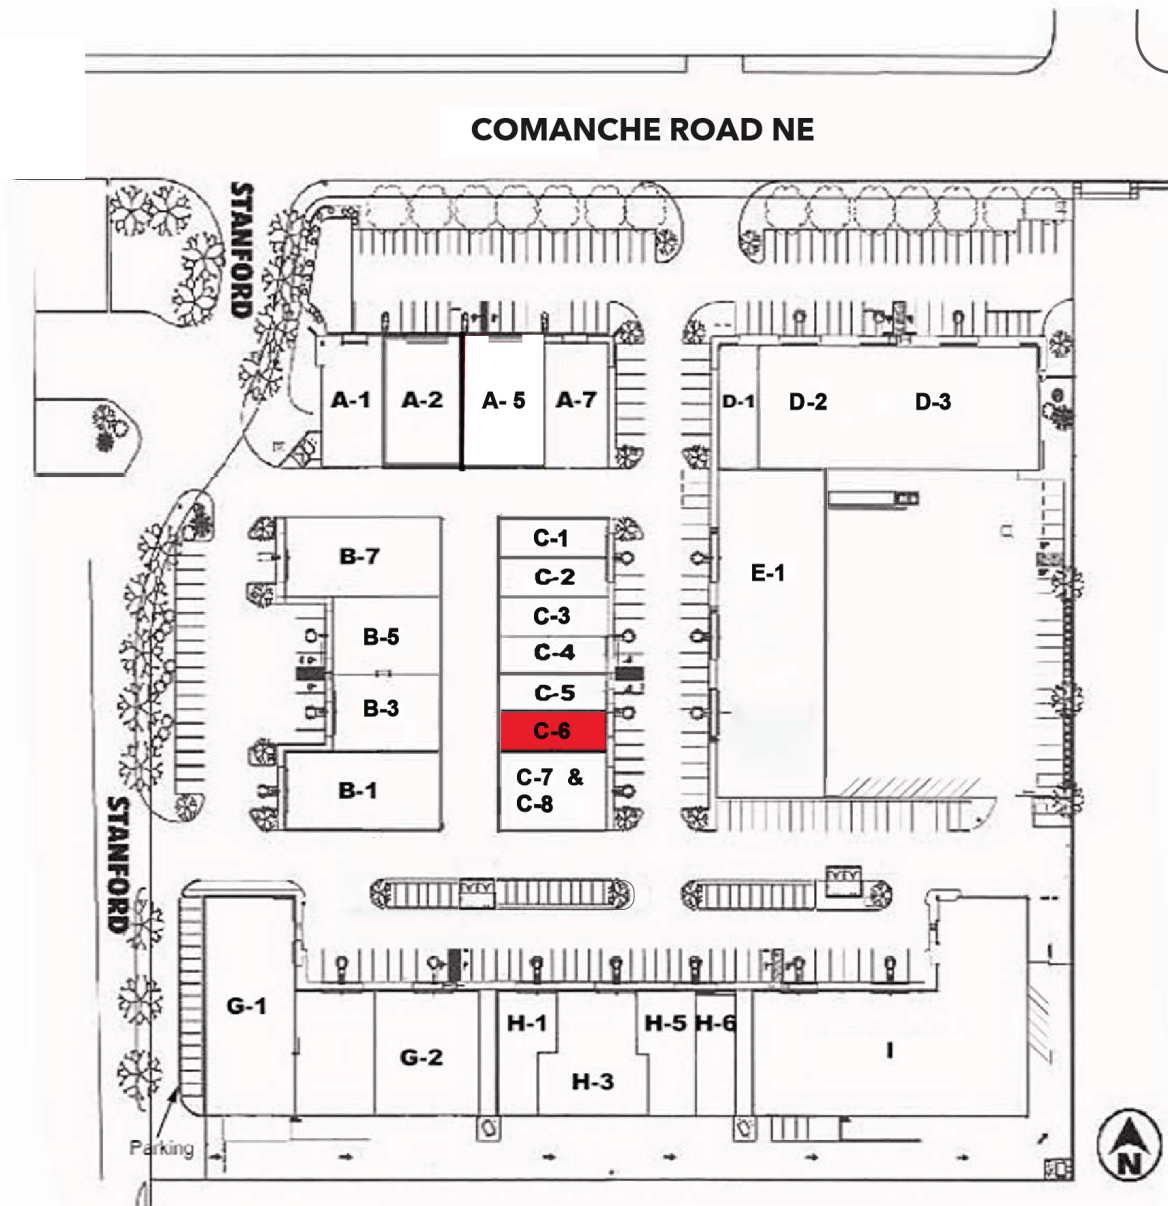 COMANCHE ROAD NE
STANFORD
A-1
A-2
A- 5
A-7
D-1
D-2
D-3
B-7
B-5
B-3
B-1
C-1
C-2
C-3
C-4
C-5
C-6
C-7 &
C-8
E-1
STANFORD
G-1
G-2
H-1
H-3
H-5
H-6
I
Parking
N